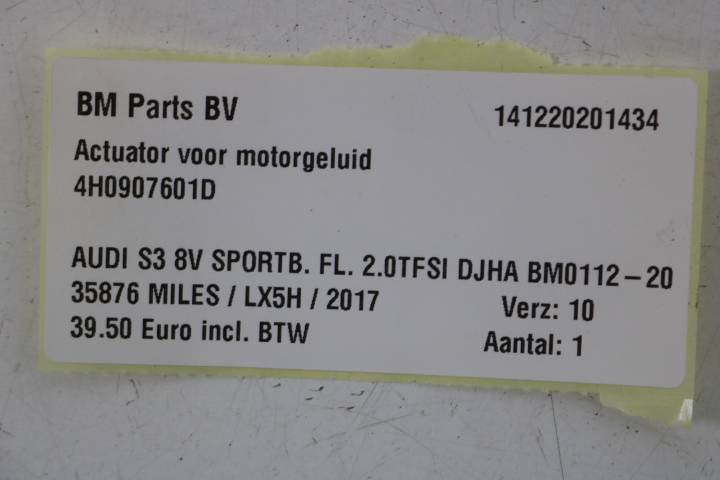 BM Parts BV 141220201434
Actuator voor motorgeluid
4H0907601D
AUDI S3 8V SPORTB. FL. 2.0TFSI DJHA BM0112-20
35876 MILES / LX5H / 2017 Verz: 10
39.50 Euro incl. BTW Aantal: 1